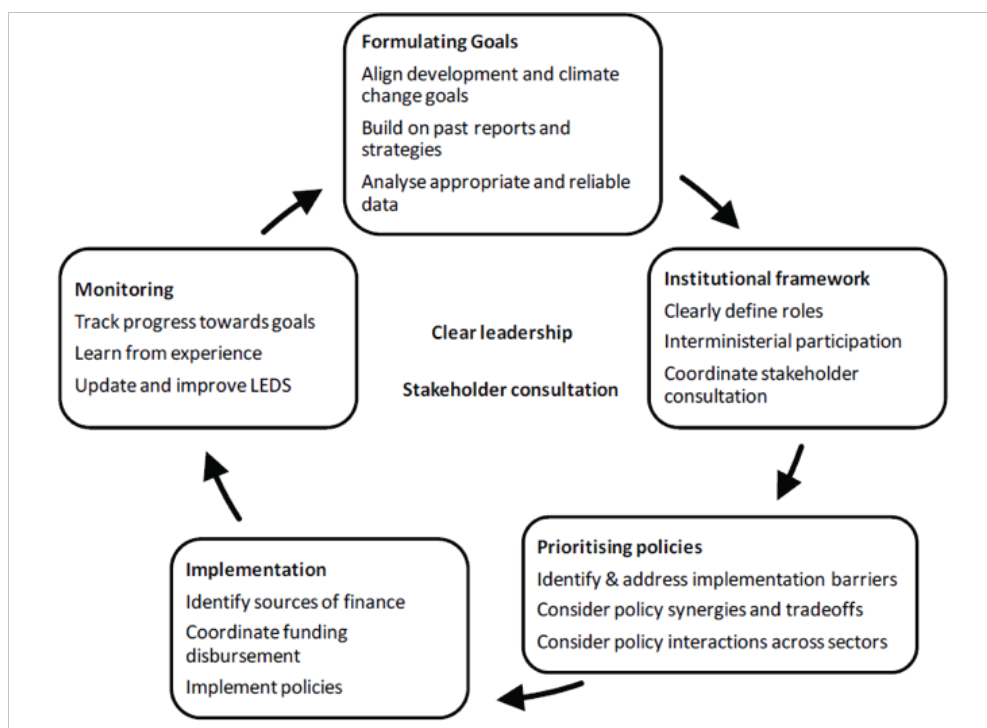 Formulating Goals
Align development and climate
change goals
Build on past reports and
strategies
Analyse appropriate and reliable
data
Institutional framework
Clearly define roles
Interministerial participation
Coordinate stakeholder
consultation
Prioritising policies
Identify & address implementation barriers
Consider policy synergies and tradeoffs
Consider policy interactions across sectors
Implementation
Identify sources of finance
Coordinate funding
disbursement
Implement policies
Monitoring
Track progress towards goals
Learn from experience
Update and improve LEDS
Clear leadership
Stakeholder consultation